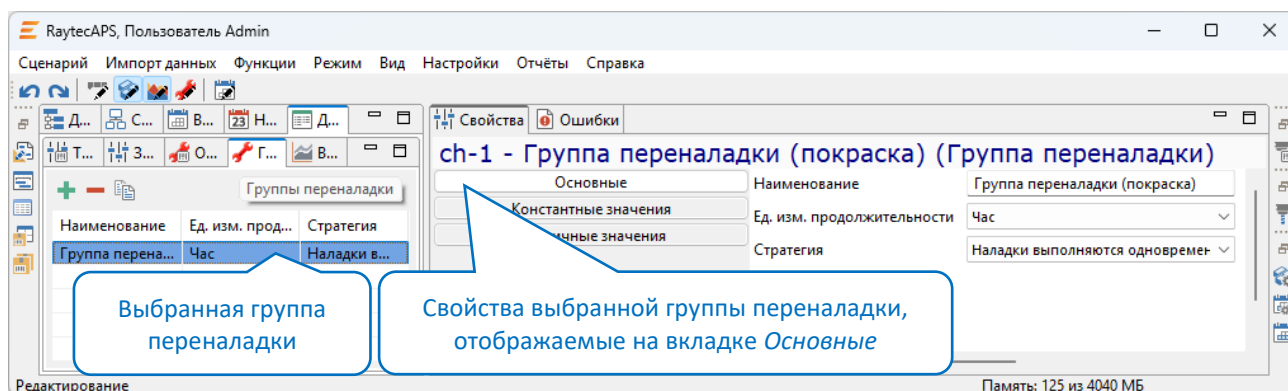 RaytecAPS, Пользователь Admin
Сценарий Импорт данных Функции Режим Вид Настройки Отчёты Справка
Д... С... В... 23 Н... Д... Свойства Ошибки
Т... З... О... Г... В...
ch-1 - Группа переналадки (покраска) (Группа переналадки)
Группы переналадки
Основные
Константные значения
чные значения
Наименование Группа переналадки (покраска)
Ед. изм. продолжительности Час
Стратегия Наладки выполняются одновремен
Наименование Ед. изм. прод... Стратегия
Группа перена... Час Наладки в...
Выбранная группа
переналадки
Свойства выбранной группы переналадки,
отображаемые на вкладке Основные
Редактирование Память: 125 из 4040 МБ